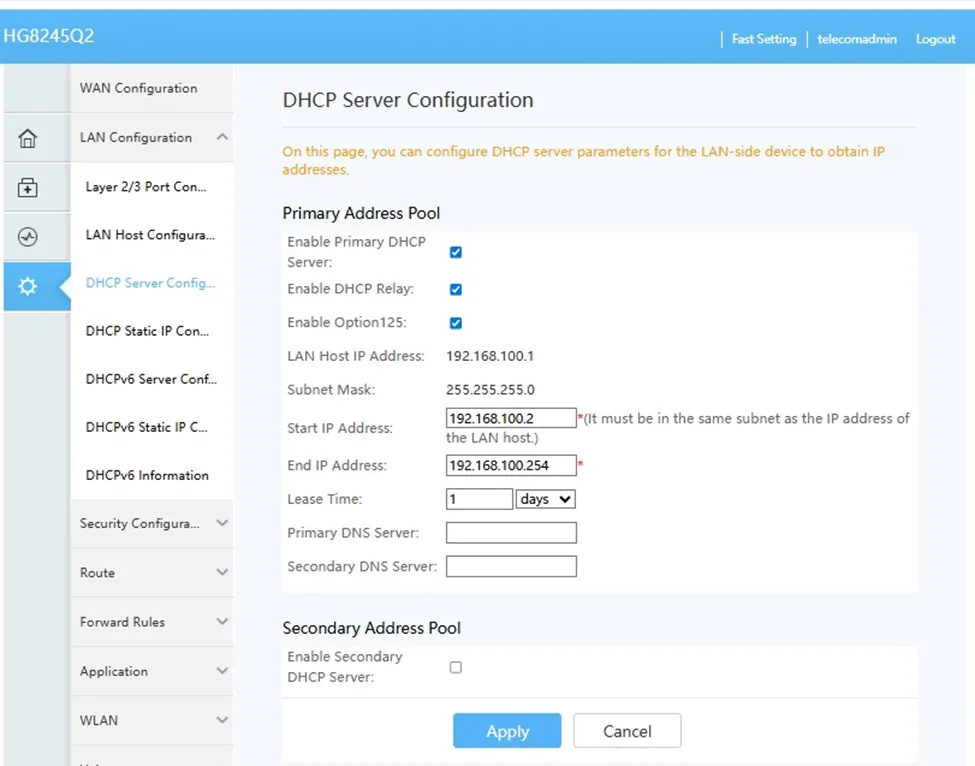 HG8245Q2
Fast Setting
telecomadmin
Logout
WAN Configuration
LAN Configuration
Layer 2/3 Port Con...
LAN Host Configura...
DHCP Server Config...
DHCP Static IP Con...
DHCPv6 Server Conf...
DHCPv6 Static IP C...
DHCPv6 Information
Security Configura...
Route
Forward Rules
Application
WLAN
DHCP Server Configuration
On this page, you can configure DHCP server parameters for the LAN-side device to obtain IP
addresses.
Primary Address Pool
Enable Primary DHCP
Server:
Enable DHCP Relay:
Enable Option125:
LAN Host IP Address: 192.168.100.1
Subnet Mask: 255.255.255.0
Start IP Address: 192.168.100.2 *(It must be in the same subnet as the IP address of
the LAN host.)
End IP Address: 192.168.100.254 *
Lease Time: 1 days
Primary DNS Server:
Secondary DNS Server:
Secondary Address Pool
Enable Secondary
DHCP Server:
Apply
Cancel